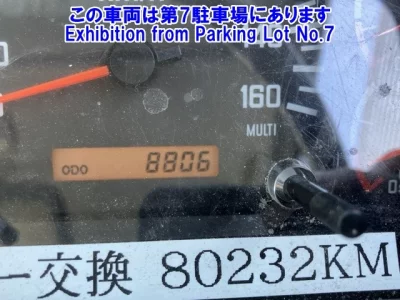 この車両は第7駐車場にあります
Exhibition from Parking Lot No.7
140
160
MULTI
ODO 8806
ー交換 80232KM